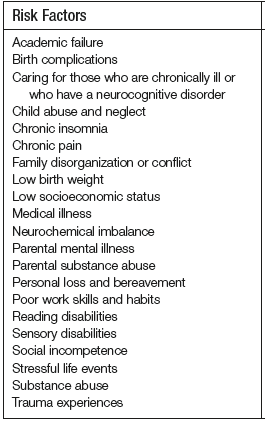 Risk Factors
Academic failure
Birth complications
Caring for those who are chronically ill or
who have a neurocognitive disorder
Child abuse and neglect
Chronic insomnia
Chronic pain
Family disorganization or conflict
Low birth weight
Low socioeconomic status
Medical illness
Neurochemical imbalance
Parental mental illness
Parental substance abuse
Personal loss and bereavement
Poor work skills and habits
Reading disabilities
Sensory disabilities
Social incompetence
Stressful life events
Substance abuse
Trauma experiences